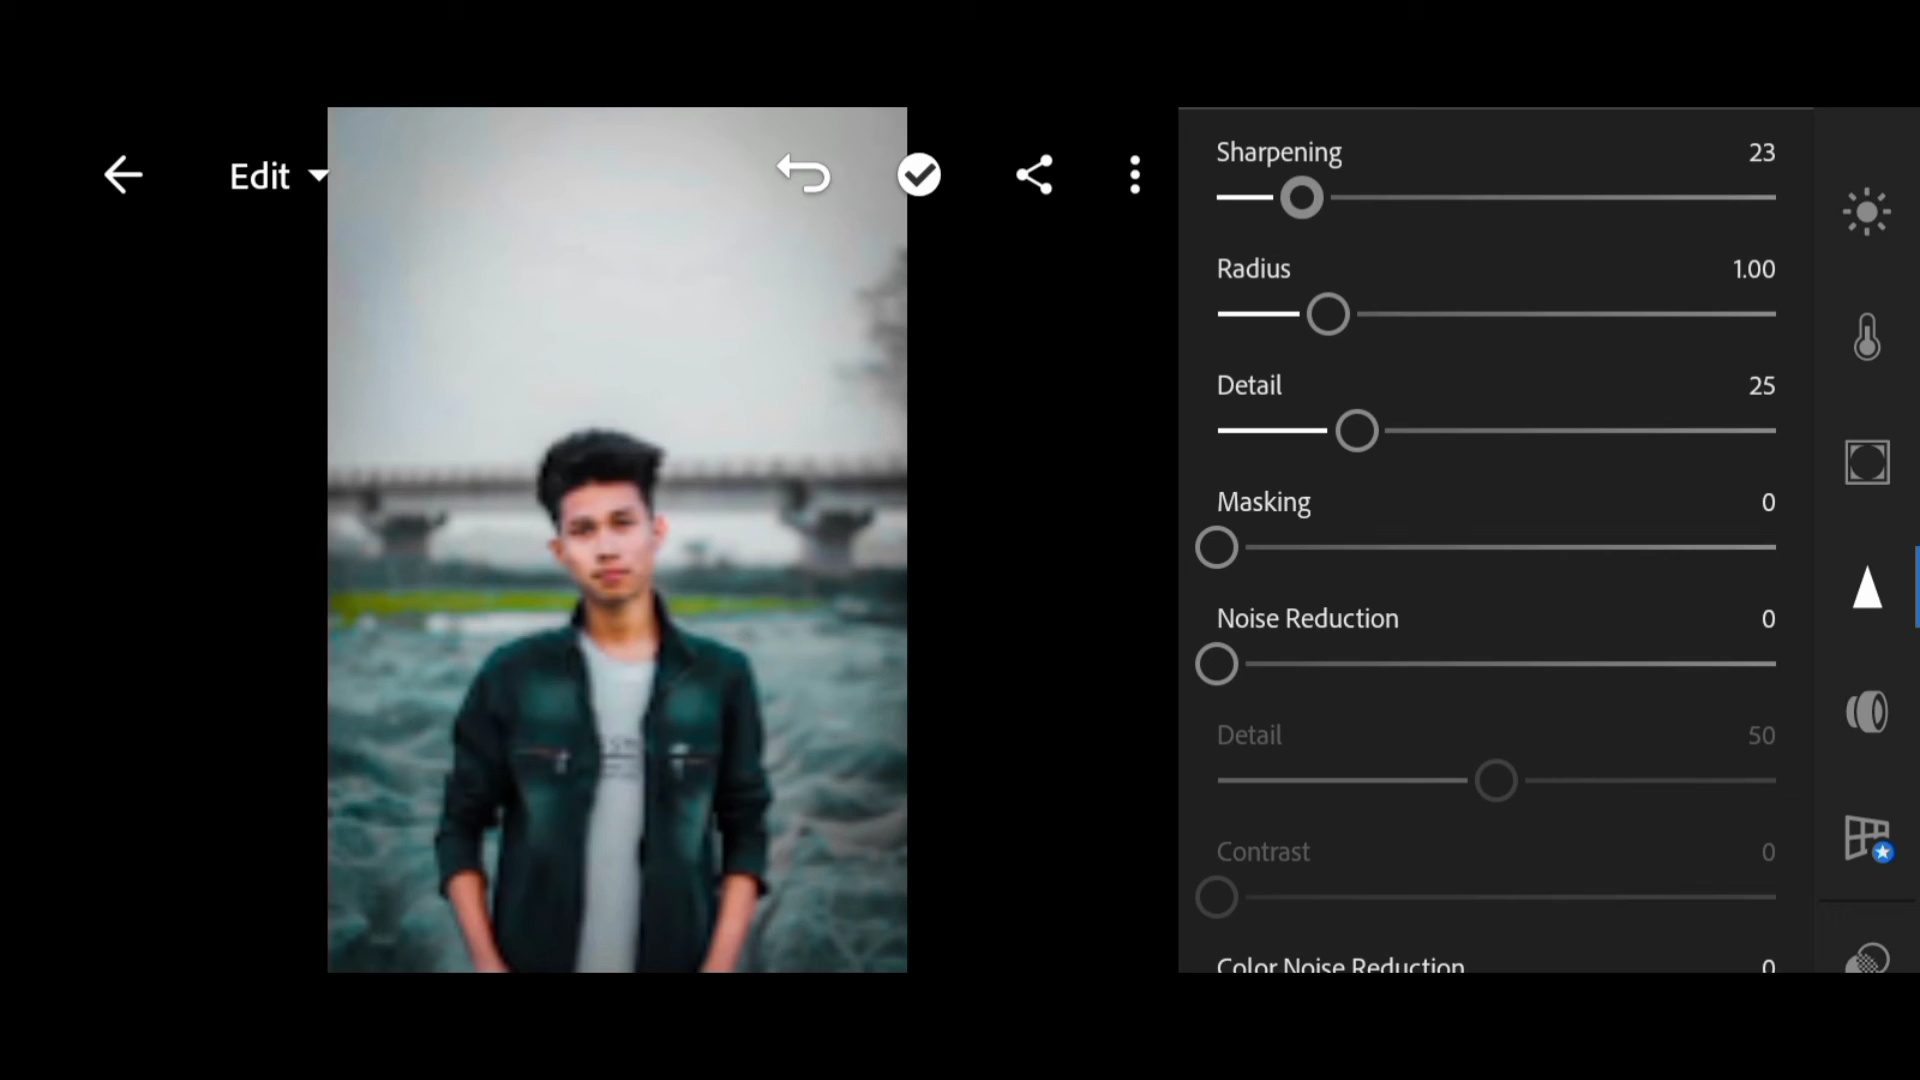 Edit
Sharpening 23
Radius 1.00
Detail 25
Masking 0
Noise Reduction 0
Detail 50
Contrast 0
Color Noise Reduction 0